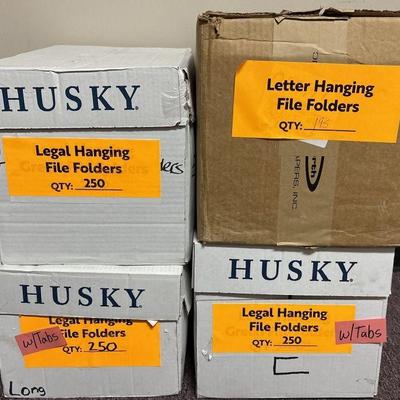 HUSKY
Legal Hanging
File Folders
QTY: 250
Letter Hanging
File Folders
QTY: 195
HUSKY®
Legal Hanging
File Folders
QTY: 250
w/Tabs
Long
HUSKY®
Legal Hanging
File Folders
QTY: 250
w/Tabs